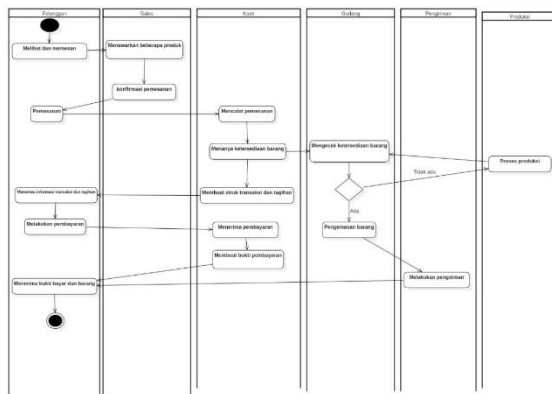 Pelanggan
Sales
Kasir
Gudang
Pengiriman
Produksi
Melihat dan memesan
Menawarkan beberapa produk
konfirmasi pemesanan
Pemesanan
Mencatat pemesanan
Menanya ketersediaan barang
Mengecek ketersediaan barang
Proses produksi
Tidak ada
Menerima informasi transaksi dan tagihan
Membuat struk transaksi dan tagihan
Ada
Melakukan pembayaran
Menerima pembayaran
Pengemasan barang
Membuat bukti pembayaran
Menerima bukti bayar dan barang
Melakukan pengiriman